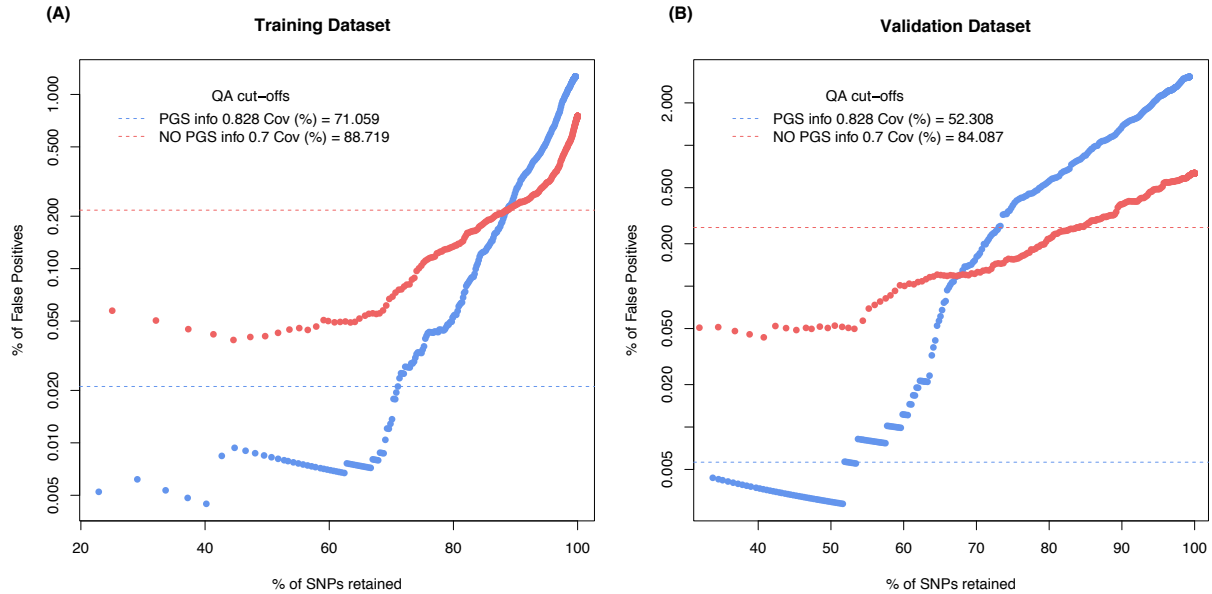 (A)
Training Dataset
QA cut−offs
PGS info 0.828 Cov (%) = 71.059
NO PGS info 0.7 Cov (%) = 88.719
% of False Positives
1.000
0.500
0.200
0.100
0.050
0.020
0.010
0.005
20
40
60
80
100
% of SNPs retained
(B)
Validation Dataset
QA cut−offs
PGS info 0.828 Cov (%) = 52.308
NO PGS info 0.7 Cov (%) = 84.087
% of False Positives
2.000
0.500
0.200
0.050
0.020
0.005
40
50
60
70
80
90
100
% of SNPs retained